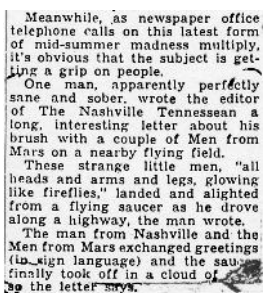 Meanwhile, as newspaper office
telephone calls on this latest form
of mid-summer madness multiply,
it's obvious that the subject is get-
ting a grip on people.
One man, apparently perfectly
sane and sober, wrote the editor
of The Nashville Tennessean a
long, interesting letter about his
brush with a couple of Men from
Mars on a nearby flying field.
These strange little men, "all
heads and arms and legs, glowing
like fireflies," landed and alighted
from a flying saucer as he drove
along a highway, the man wrote.
The man from Nashville and the
Men from Mars exchanged greetings
(in sign language) and the
finally took off in a cloud of
so the letter says.